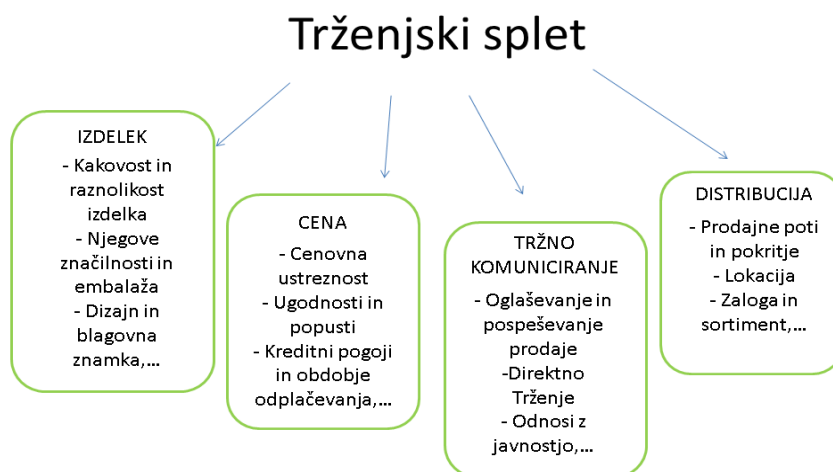 Trženjski splet
IZDELEK
- Kakovost in
raznolikost
izdelka
- Njegove
značilnosti in
embalaža
- Dizajn in
blagovna
znamka,...
CENA
- Cenovna
ustreznost
- Ugodnosti in
popusti
- Kreditni pogoji
in obdobje
odplačevanja,...
TRŽNO
KOMUNICIRANJE
- Oglaševanje in
pospeševanje
prodaje
-Direktno
Trženje
- Odnosi z
javnostjo,...
DISTRIBUCIJA
- Prodajne poti
in pokritje
- Lokacija
- Zaloga in
sortiment,...